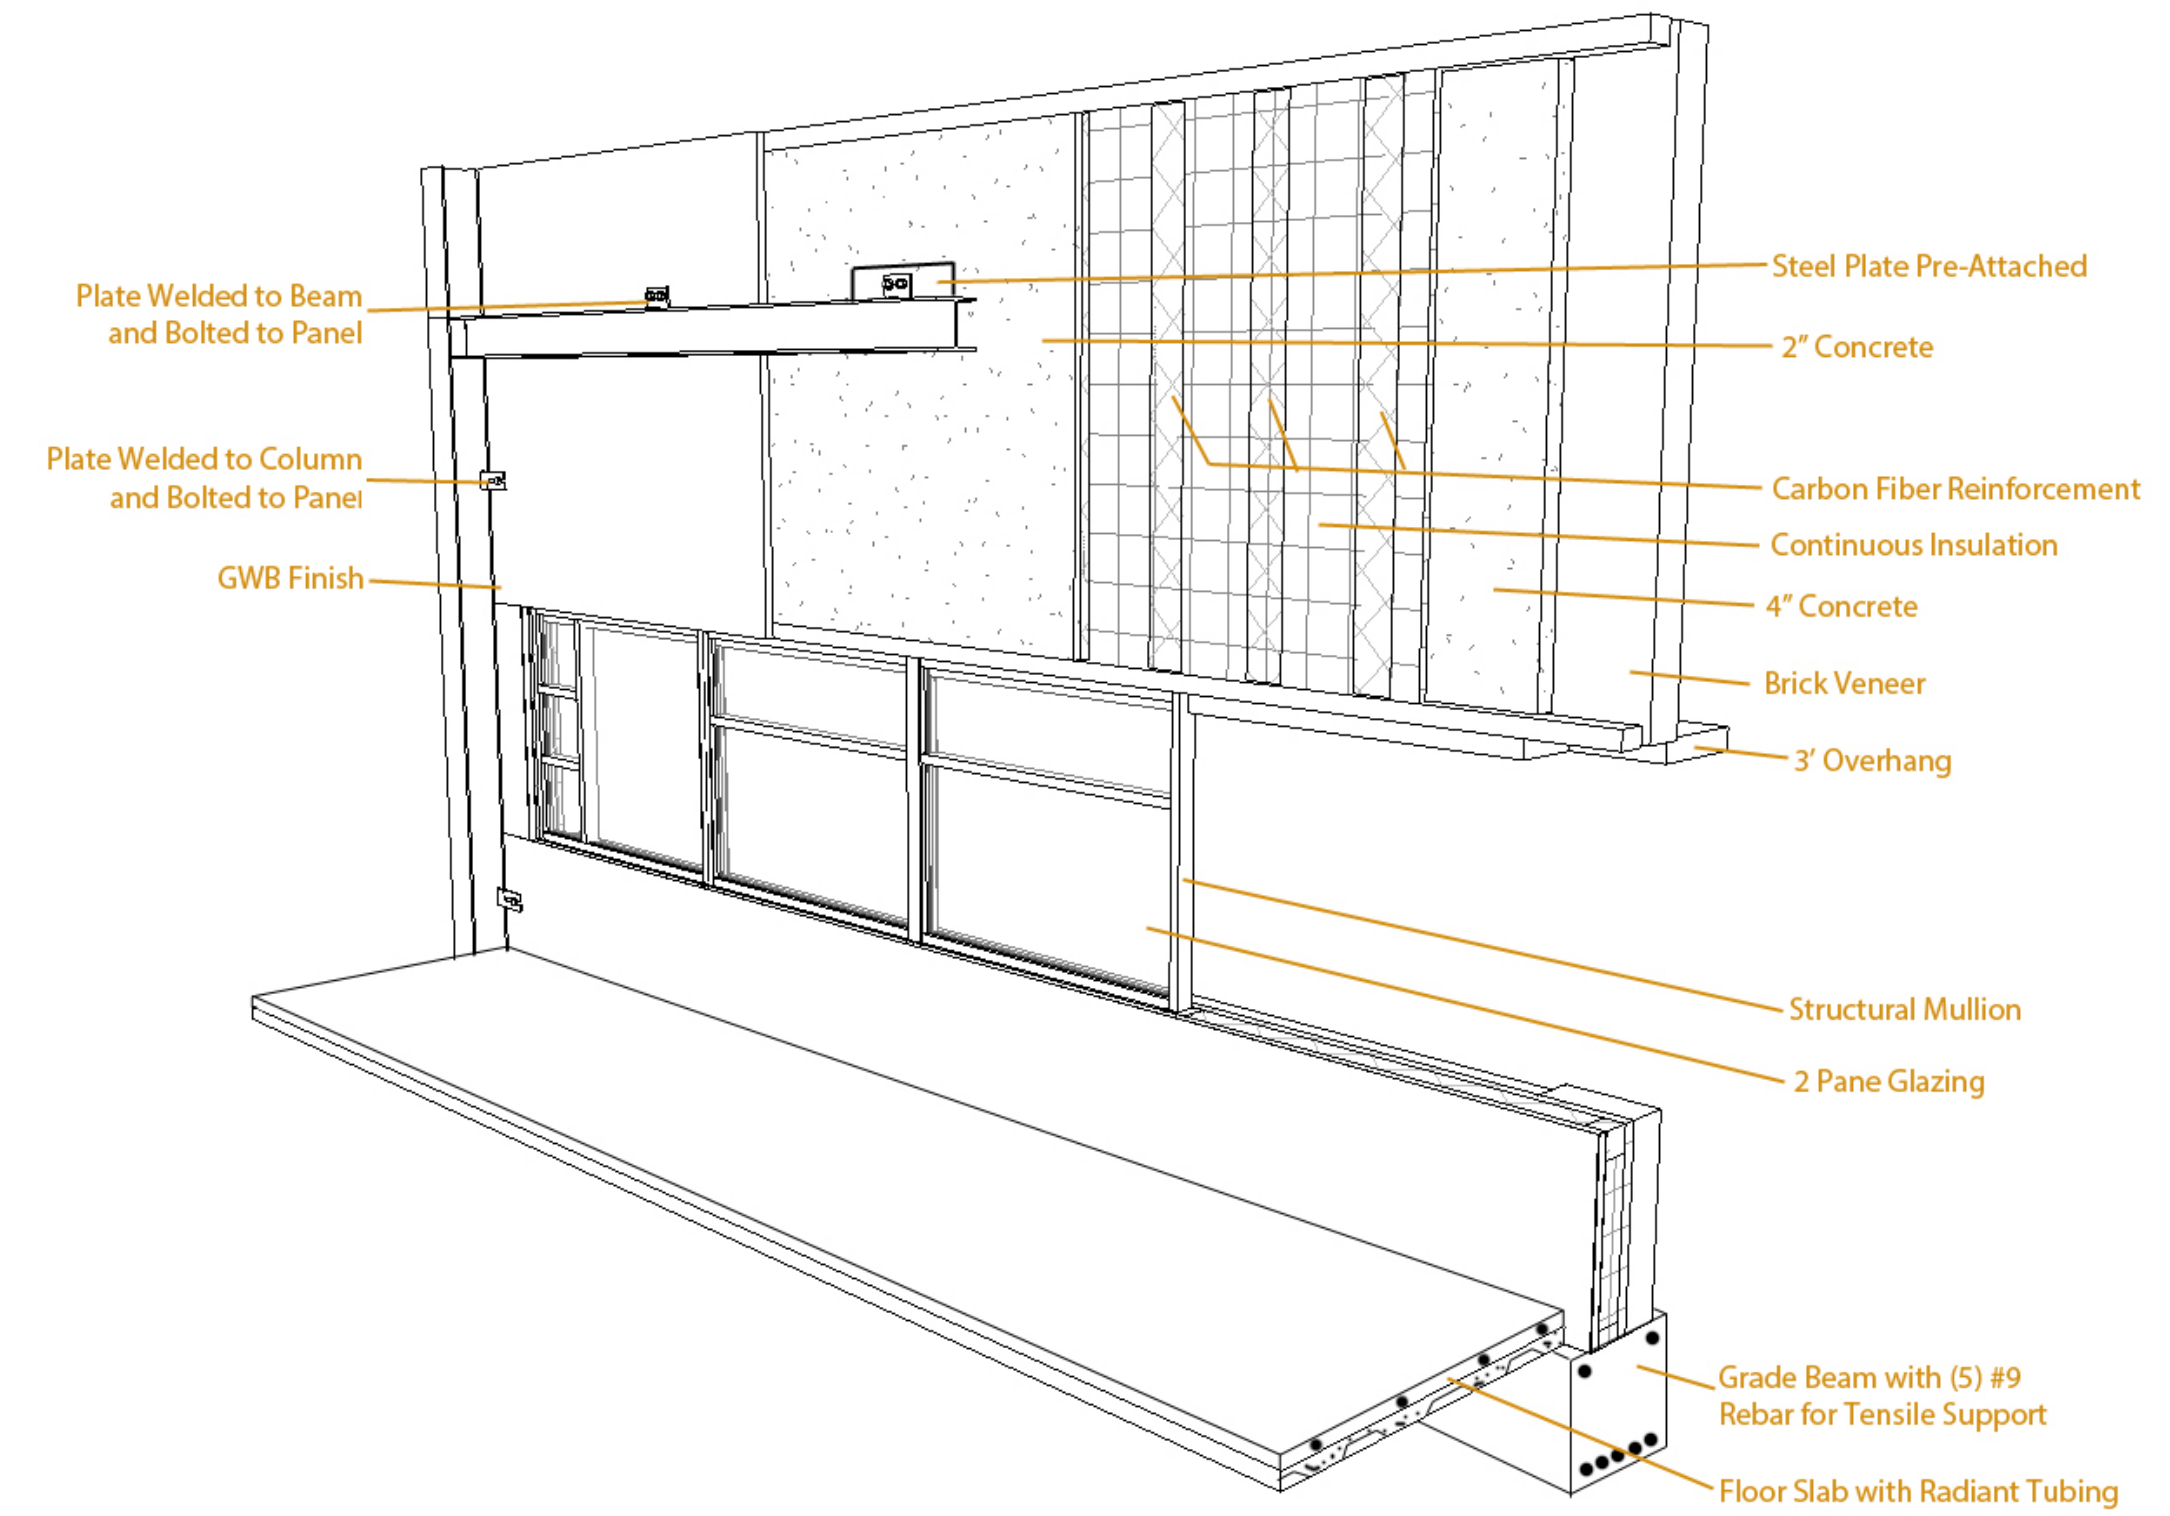 Plate Welded to Beam
and Bolted to Panel
Plate Welded to Column
and Bolted to Panel
GWB Finish
Steel Plate Pre-Attached
2” Concrete
Carbon Fiber Reinforcement
Continuous Insulation
4” Concrete
Brick Veneer
3’ Overhang
Structural Mullion
2 Pane Glazing
Grade Beam with (5) #9
Rebar for Tensile Support
Floor Slab with Radiant Tubing